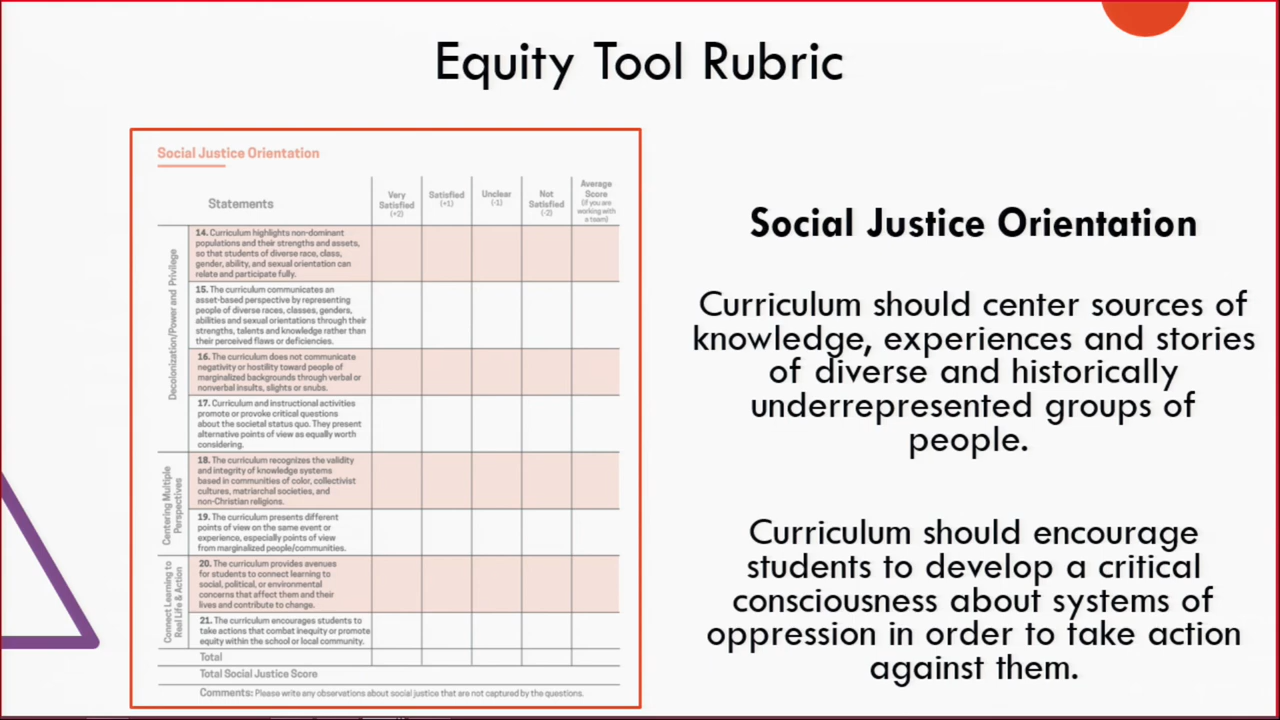 Equity Tool Rubric
Social Justice Orientation
Statements
Very
Satisfied
(+2)
Satisfied
(+1)
Unclear
(-1)
Not
Satisfied
(-2)
Average
Score
(if you are
working with
a team)
Decolonization/Power and Privilege
14. Curriculum highlights non-dominant
populations and their strengths and assets,
so that students of diverse race, class,
gender, ability, and sexual orientation can
relate and participate fully.
15. The curriculum communicates an
asset-based perspective by representing
people of diverse races, classes, genders,
abilities and sexual orientations through their
strengths, talents and knowledge rather than
their perceived flaws or deficiencies.
16. The curriculum does not communicate
negativity or hostility toward people of
marginalized backgrounds through verbal or
nonverbal insults, slights or snubs.
17. Curriculum and instructional activities
promote or provoke critical questions
about the societal status quo. They present
alternative points of view as equally worth
considering.
Centering Multiple
Perspectives
18. The curriculum recognizes the validity
and integrity of knowledge systems
based in communities of color, collectivist
cultures, matriarchal societies, and
non-Christian religions.
19. The curriculum presents different
points of view on the same event or
experience, especially points of view
from marginalized people/communities.
Connect Learning to
Real Life & Action
20. The curriculum provides avenues
for students to connect learning to
social, political, or environmental
concerns that affect them and their
lives and contribute to change.
21. The curriculum encourages students to
take actions that combat inequity or promote
equity within the school or local community.
Total
Total Social Justice Score
Comments: Please write any observations about social justice that are not captured by the questions.
Social Justice Orientation
Curriculum should center sources of
knowledge, experiences and stories
of diverse and historically
underrepresented groups of
people.
Curriculum should encourage
students to develop a critical
consciousness about systems of
oppression in order to take action
against them.